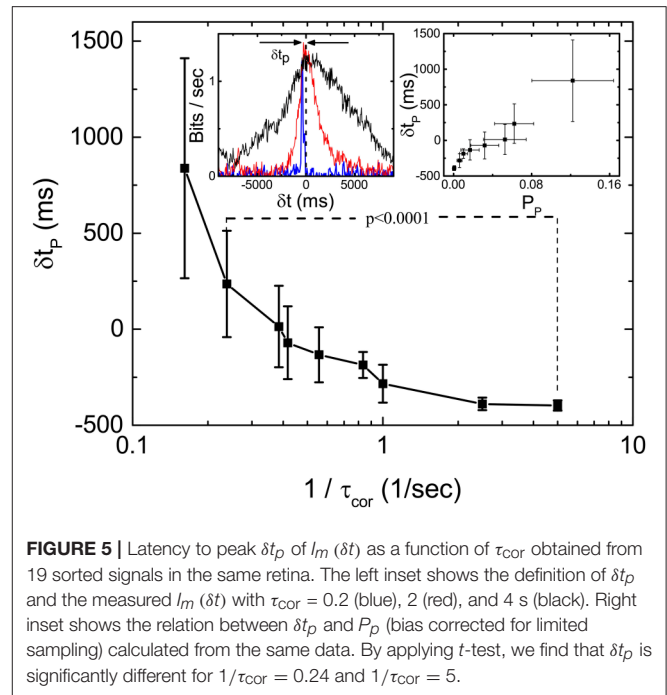 1500
1000
500
0
-500
δtₚ (ms)
0.1
1
10
1 / τcor (1/sec)
p<0.0001
Bits / sec
1
0
-5000
0
5000
δt (ms)
δtp
1500
1000
500
0
-500
δtₚ (ms)
0.00
0.08
0.16
Pₚ
FIGURE 5 | Latency to peak δtp of Im (δt) as a function of τcor obtained from
19 sorted signals in the same retina. The left inset shows the definition of δtp
and the measured Im (δt) with τcor = 0.2 (blue), 2 (red), and 4 s (black). Right
inset shows the relation between δtp and Pp (bias corrected for limited
sampling) calculated from the same data. By applying t-test, we find that δtp is
significantly different for 1/τcor = 0.24 and 1/τcor = 5.